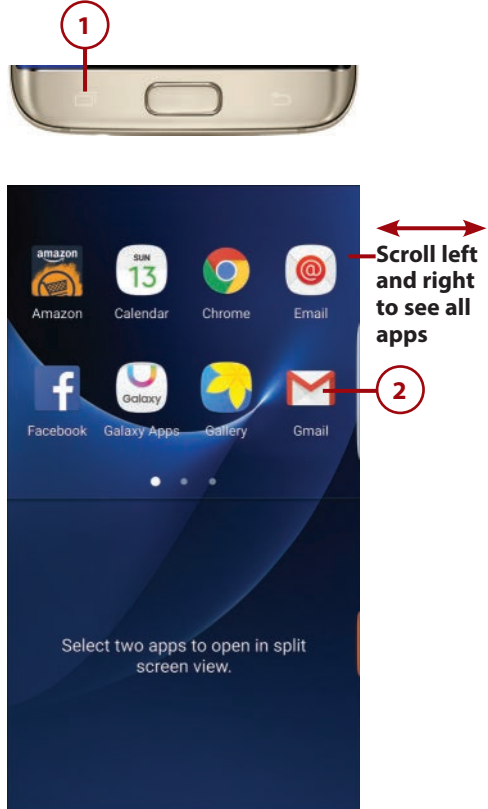 1
amazon
SUN
13
Amazon Calendar Chrome Email
Scroll left
and right
to see all
apps
f
Galaxy
2
Facebook Galaxy Apps Gallery Gmail
Select two apps to open in split
screen view.